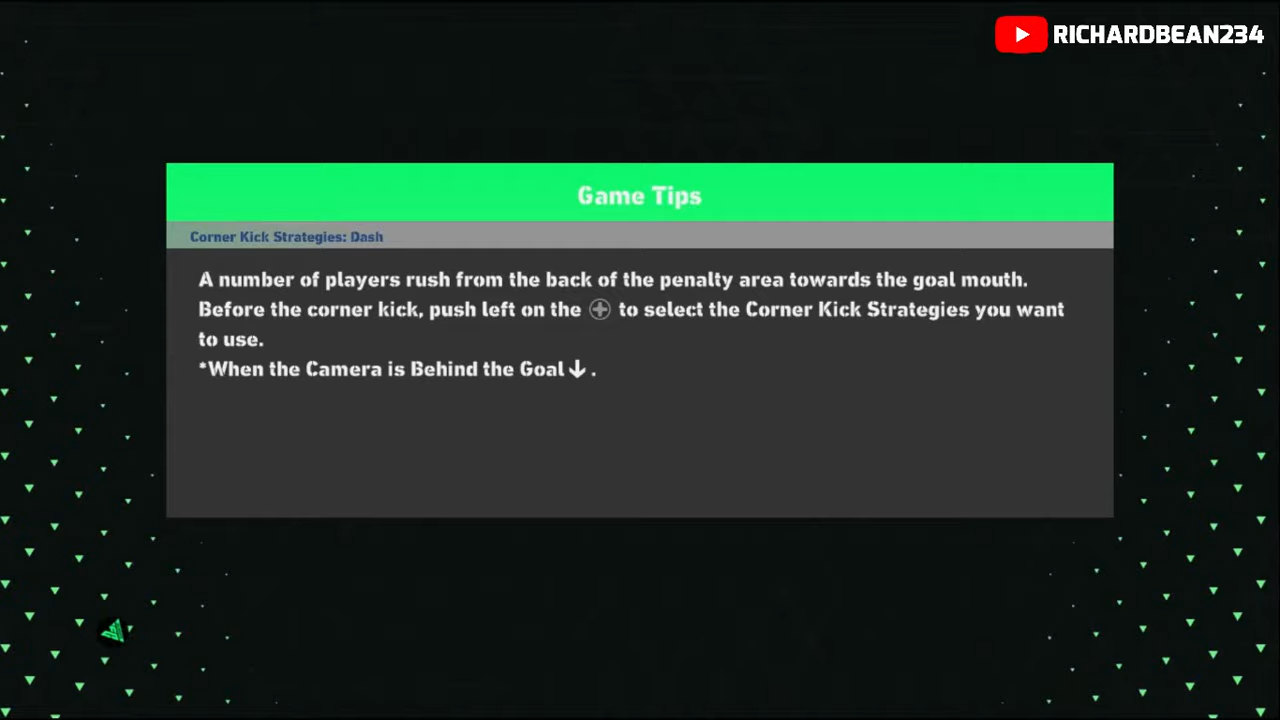 RICHARDBEAN234
Game Tips
Corner Kick Strategies: Dash
A number of players rush from the back of the penalty area towards the goal mouth.
Before the corner kick, push left on the to select the Corner Kick Strategies you want
to use.
*When the Camera is Behind the Goal ↓ .